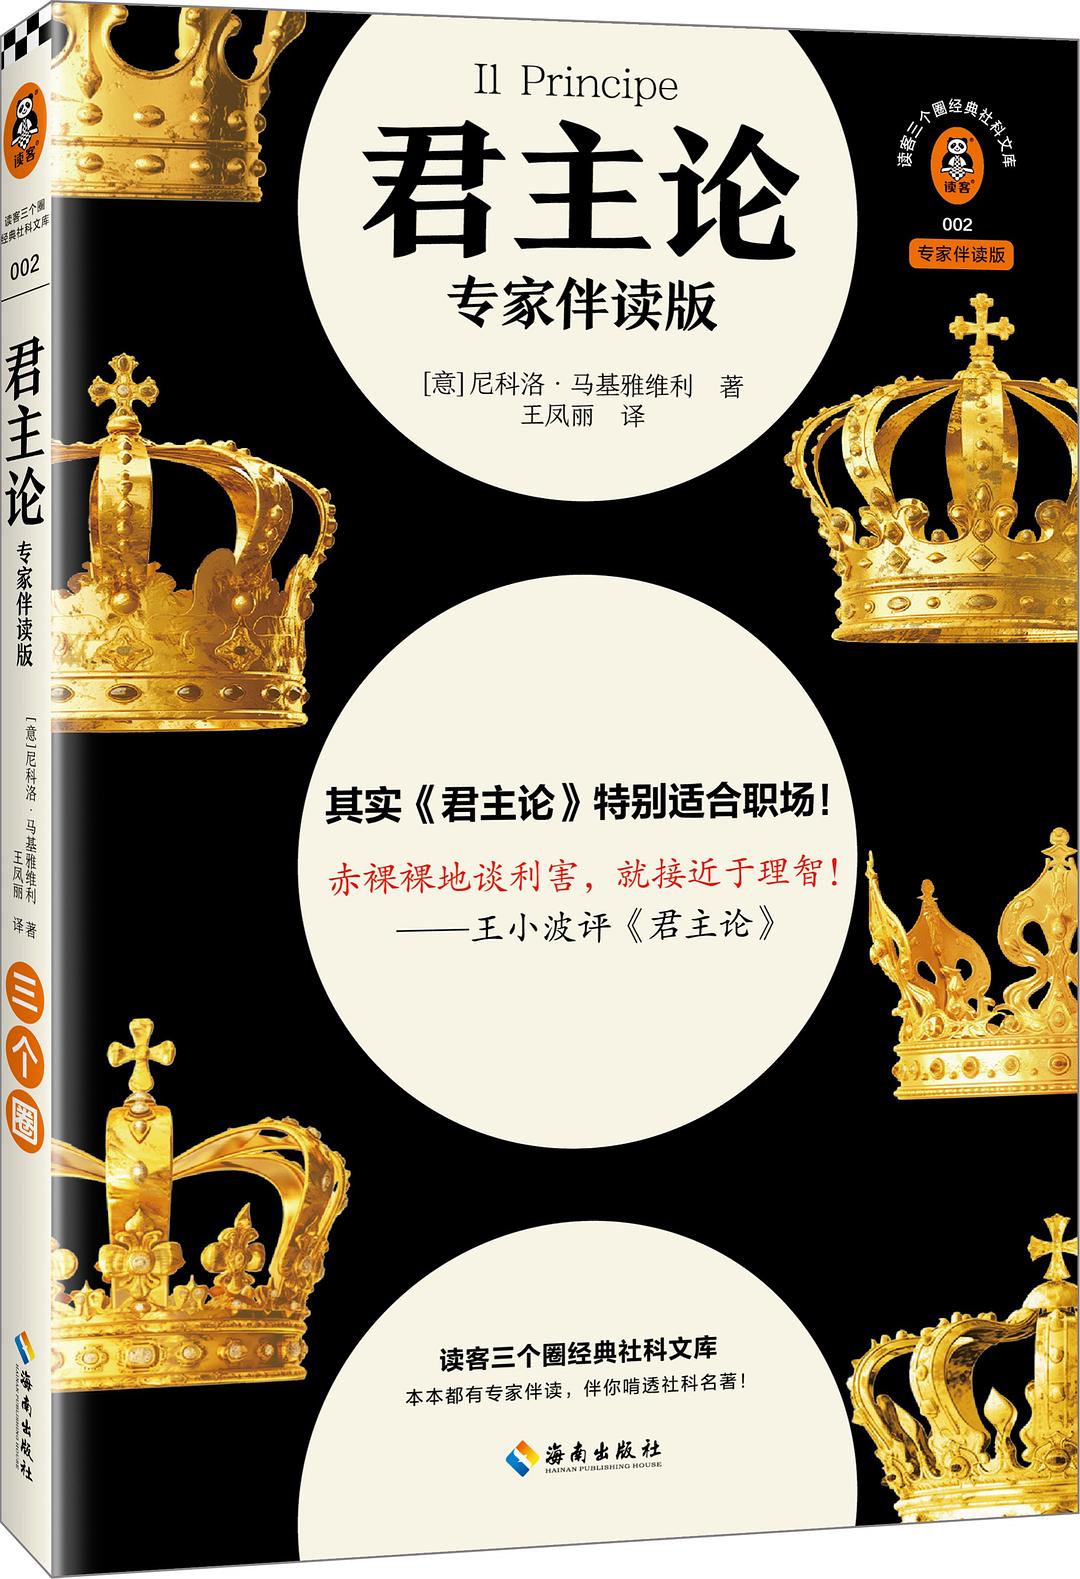 读客®
读客三个圈
经典社科文库
002
君主论
专家伴读版
[意]尼科洛·马基雅维利 著
王凤丽 译
三个圈
海南出版社
HAINAN PUBLISHING HOUSE
Il Principe
君主论
专家伴读版
[意]尼科洛·马基雅维利 著
王凤丽 译
读客三个圈经典社科文库
读客®
002
专家伴读版
其实《君主论》特别适合职场！
赤裸裸地谈利害，就接近于理智！
——王小波评《君主论》
读客三个圈经典社科文库
本本都有专家伴读，伴你啃透社科名著！
海南出版社
HAINAN PUBLISHING HOUSE